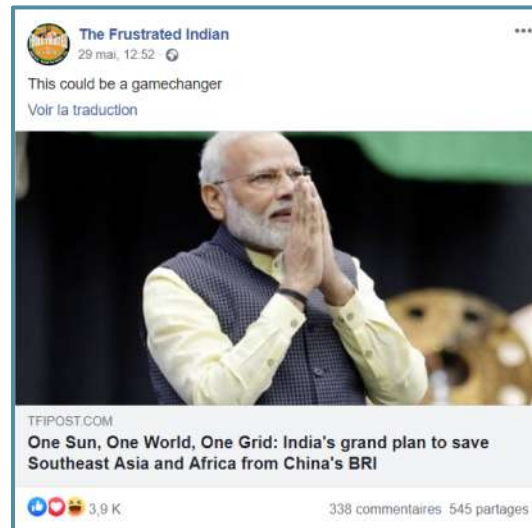 The Frustrated Indian
29 mai, 12:52
This could be a gamechanger
Voir la traduction
TFIPOST.COM
One Sun, One World, One Grid: India's grand plan to save
Southeast Asia and Africa from China's BRI
3,9 K 338 commentaires 545 partages